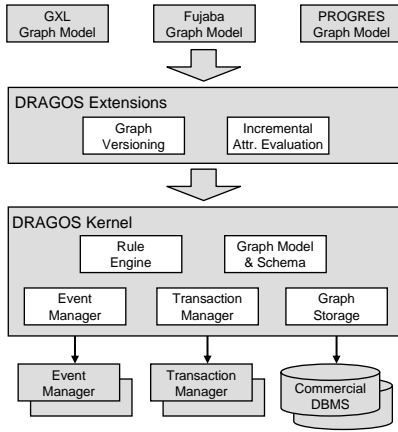 GXL
Graph Model
Fujaba
Graph Model
PROGRES
Graph Model
DRAGOS Extensions
Graph
Versioning
Incremental
Attr. Evaluation
DRAGOS Kernel
Rule
Engine
Graph Model
& Schema
Event
Manager
Transaction
Manager
Graph
Storage
Event
Manager
Transaction
Manager
Commercial
DBMS